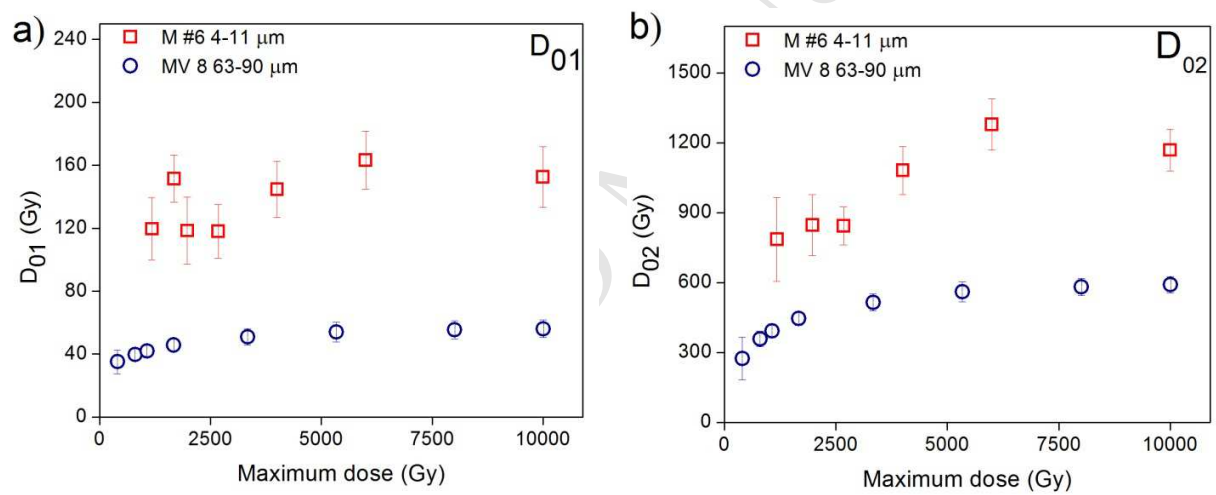 a)
M #6 4-11 μm
MV 8 63-90 μm
D01
240
200
160
120
80
40
0
D01 (Gy)
0 2500 5000 7500 10000
Maximum dose (Gy)
b)
M #6 4-11 μm
MV 8 63-90 μm
D02
1500
1200
900
600
300
0
D02 (Gy)
0 2500 5000 7500 10000
Maximum dose (Gy)